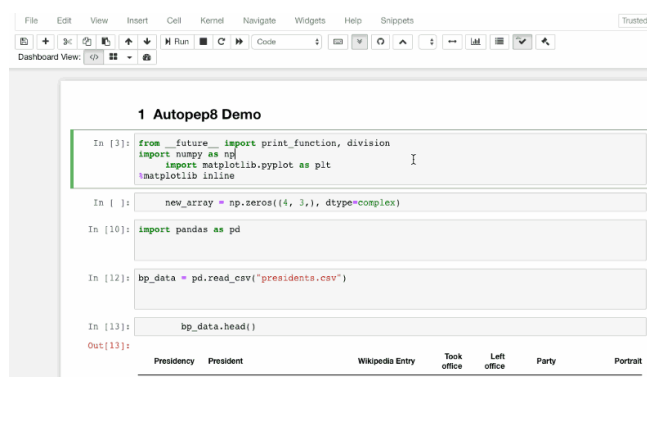 File Edit View Insert Cell Kernel Navigate Widgets Help Snippets Trusted
Run Code
Dashboard View:
1 Autopep8 Demo
In [3]: from __future__ import print_function, division
import numpy as np
import matplotlib.pyplot as plt
%matplotlib inline
In [ ]: new_array = np.zeros((4, 3,), dtype=complex)
In [10]: import pandas as pd
In [12]: bp_data = pd.read_csv("presidents.csv")
In [13]: bp_data.head()
Out[13]:
Presidency President Wikipedia Entry Took office Left office Party Portrait